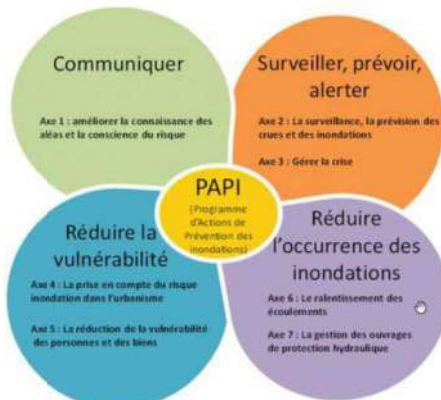 Communiquer
Axe 1 : améliorer la connaissance des
aléas et la conscience du risque
Surveiller, prévoir,
alerter
Axe 2 : La surveillance, la prévision des
crues et des inondations
Axe 3 : Gérer la crise
PAPI
(Programme
d'Actions de
Prévention des
inondations)
Réduire la
vulnérabilité
Axe 4 : La prise en compte du risque
inondation dans l'urbanisme
Axe 5 : La réduction de la vulnérabilité
des personnes et des biens
Réduire
l'occurrence des
inondations
Axe 6 : Le ralentissement des
écoulements
Axe 7 : La gestion des ouvrages
de protection hydraulique